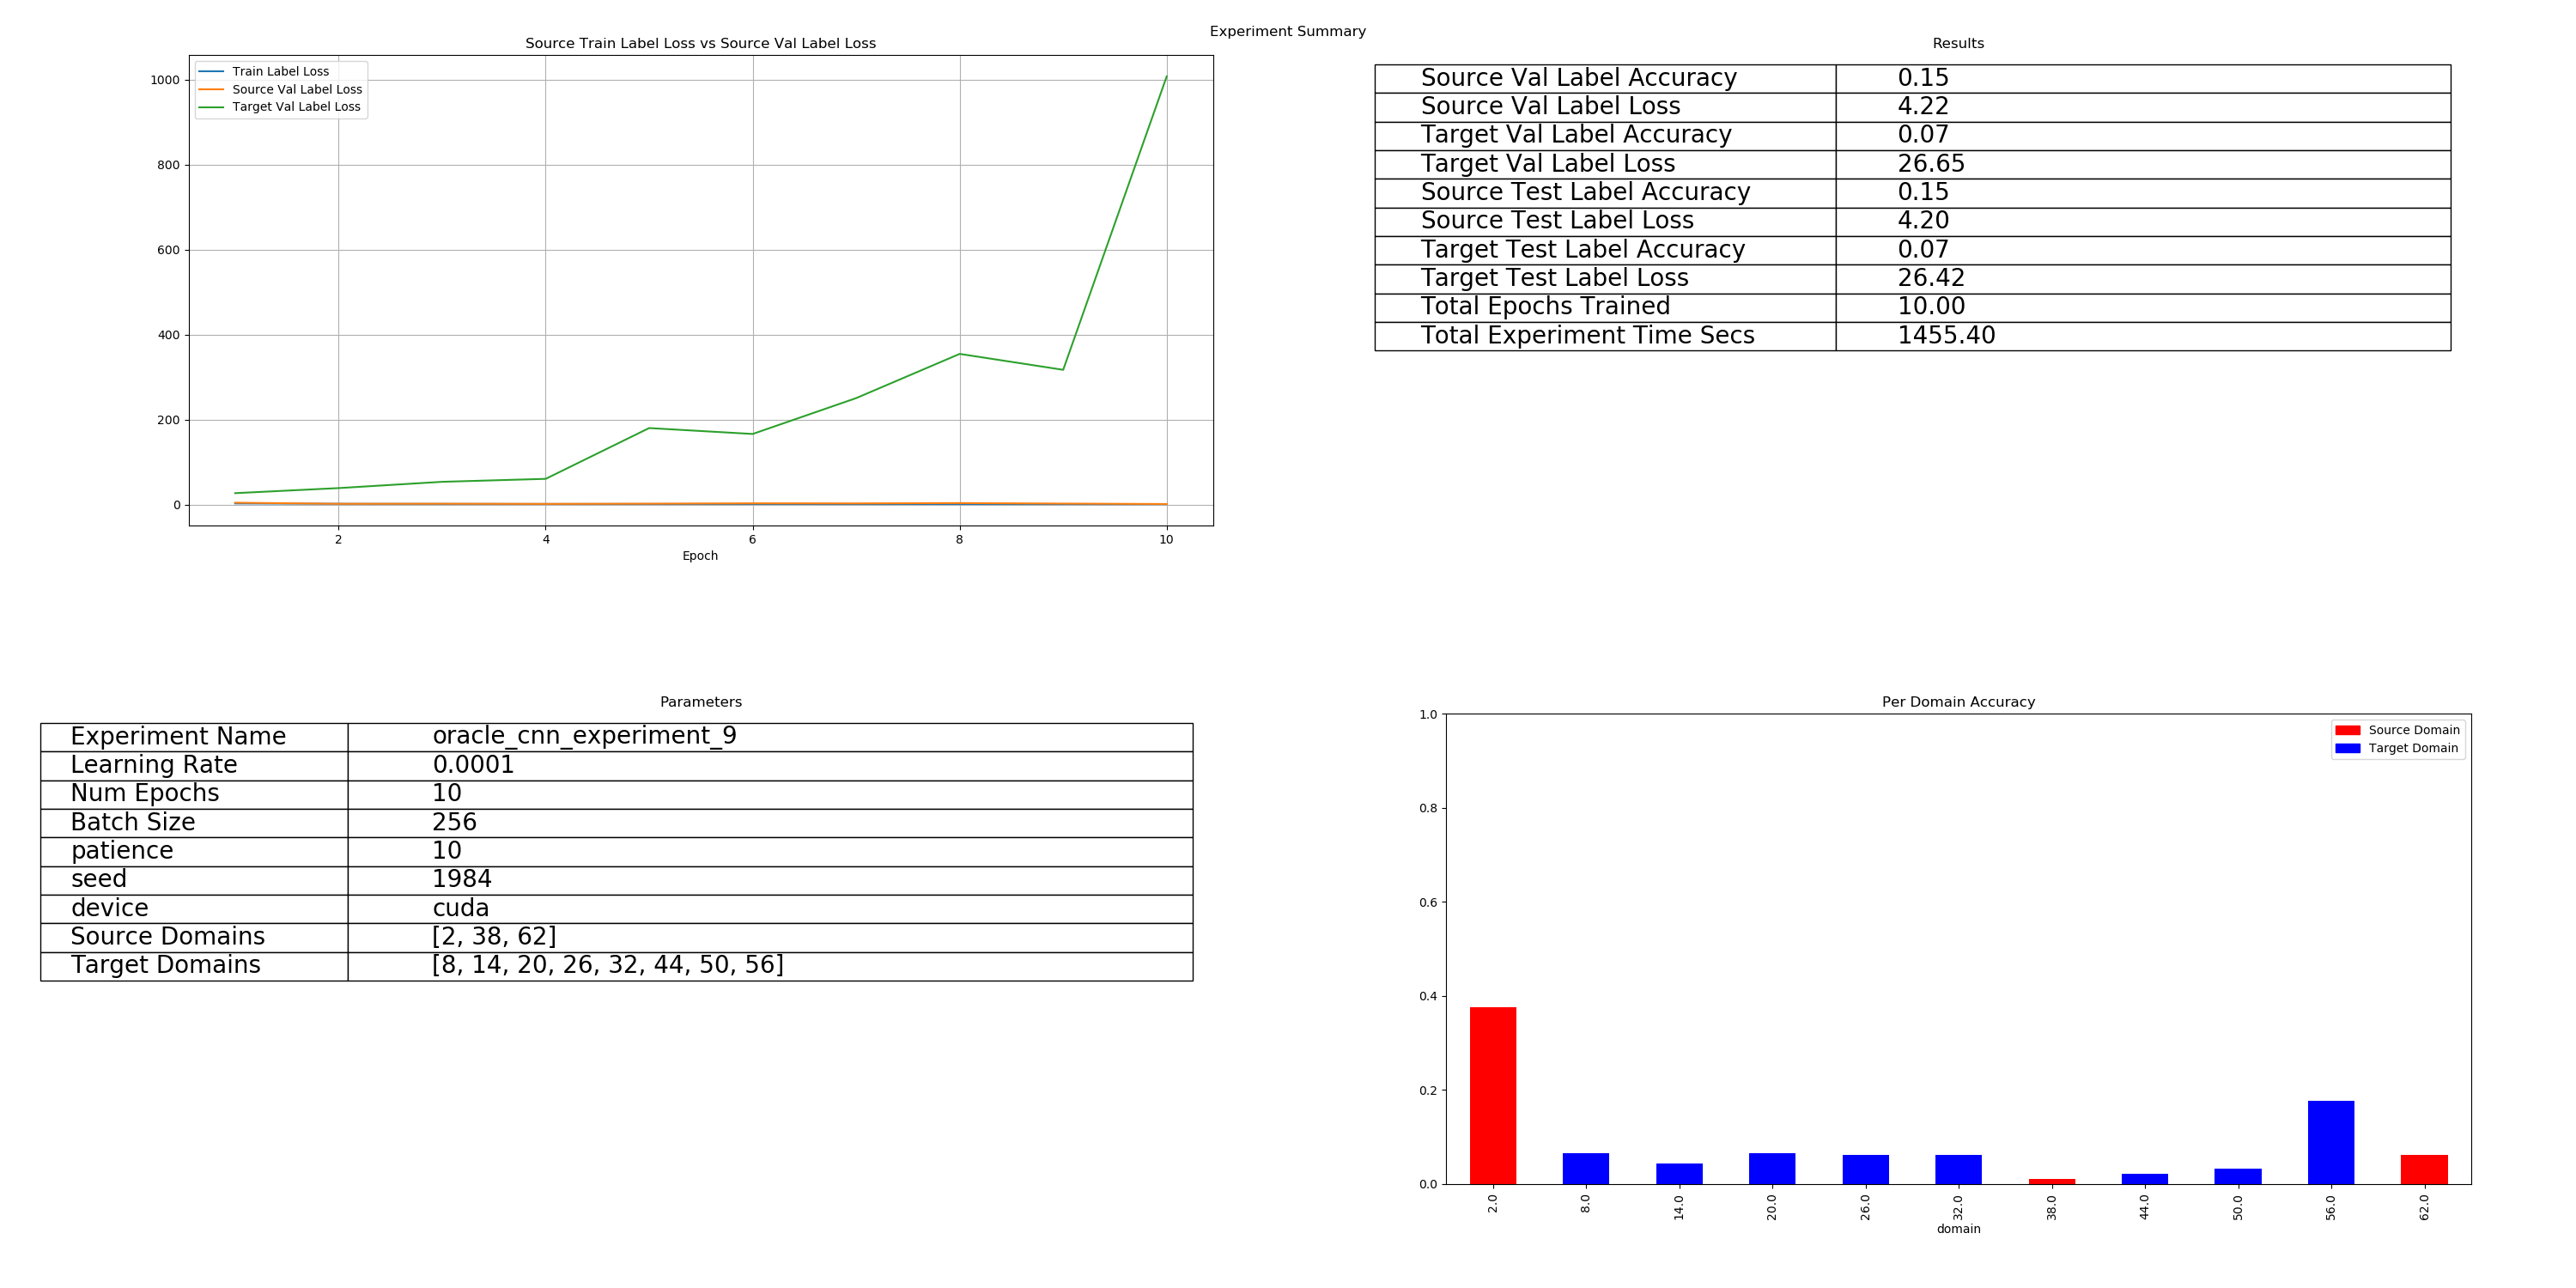 Experiment Summary
Source Train Label Loss vs Source Val Label Loss
Train Label Loss
Source Val Label Loss
Target Val Label Loss
1000
800
600
400
200
0
2 4 6 8 10
Epoch
Results
Source Val Label Accuracy 0.15
Source Val Label Loss 4.22
Target Val Label Accuracy 0.07
Target Val Label Loss 26.65
Source Test Label Accuracy 0.15
Source Test Label Loss 4.20
Target Test Label Accuracy 0.07
Target Test Label Loss 26.42
Total Epochs Trained 10.00
Total Experiment Time Secs 1455.40
Parameters
Experiment Name oracle_cnn_experiment_9
Learning Rate 0.0001
Num Epochs 10
Batch Size 256
patience 10
seed 1984
device cuda
Source Domains [2, 38, 62]
Target Domains [8, 14, 20, 26, 32, 44, 50, 56]
Per Domain Accuracy
Source Domain
Target Domain
1.0
0.8
0.6
0.4
0.2
0.0
2.0 8.0 14.0 20.0 26.0 32.0 38.0 44.0 50.0 56.0 62.0
domain